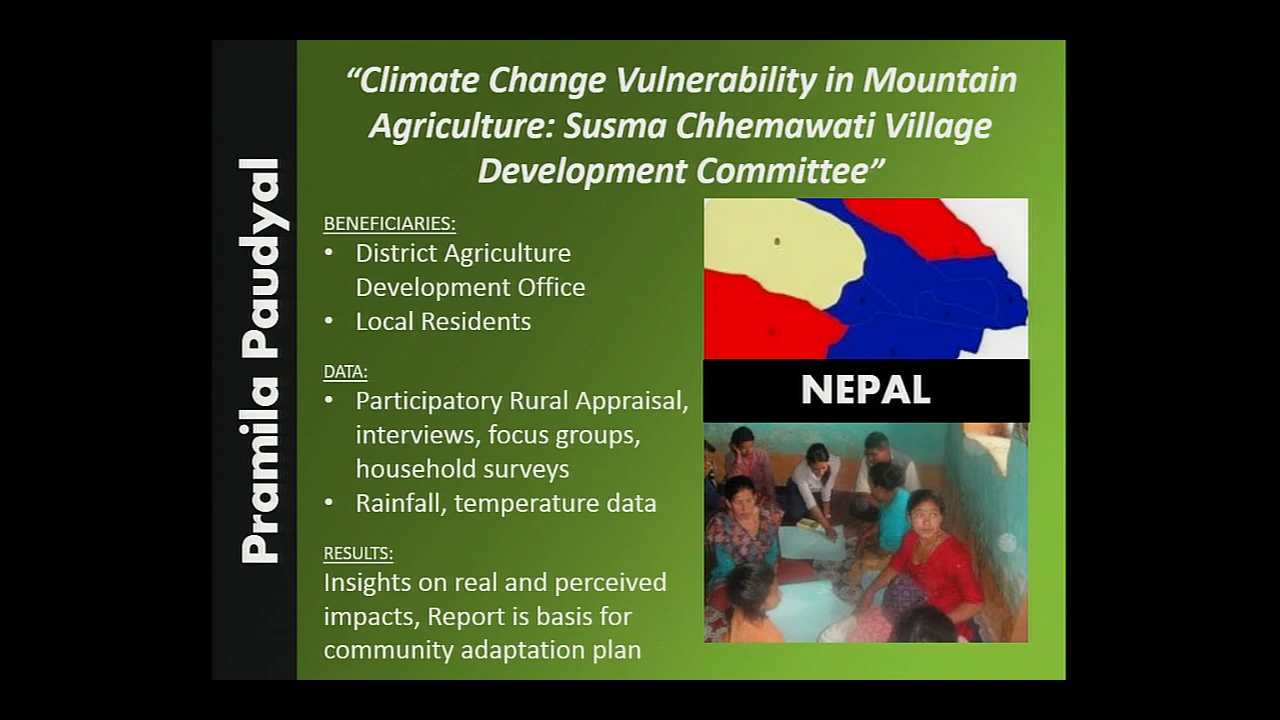 Pramila Paudyal
“Climate Change Vulnerability in Mountain
Agriculture: Susma Chhemawati Village
Development Committee”
BENEFICIARIES:
• District Agriculture
Development Office
• Local Residents
DATA:
• Participatory Rural Appraisal,
interviews, focus groups,
household surveys
• Rainfall, temperature data
RESULTS:
Insights on real and perceived
impacts, Report is basis for
community adaptation plan
8
NEPAL